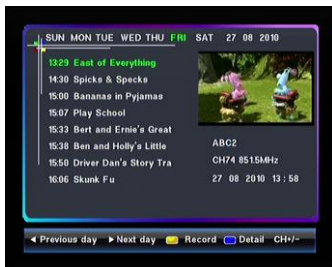 SUN MON TUE WED THU FRI SAT 27 08 2010
13:29 East of Everything
14:30 Spicks & Specks
15:00 Bananas in Pyjamas
15:07 Play School
15:33 Bert and Ernie's Great
15:38 Ben and Holly's Little
15:50 Driver Dan's Story Tra
16:06 Skunk Fu
ABC2
CH74 851.5MHz
27 08 2010 13:58
Previous day Next day Record Detail CH+/-